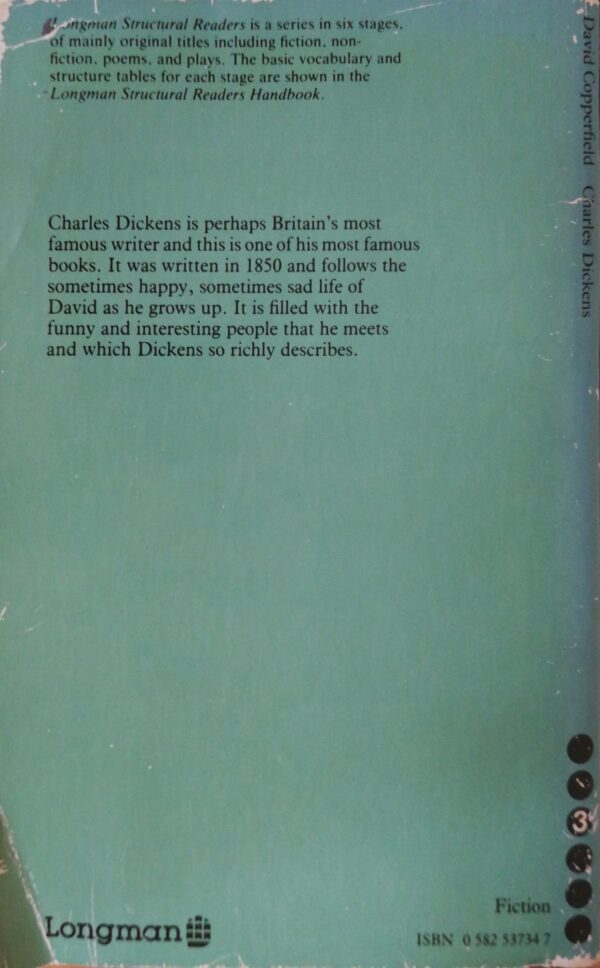 Longman Structural Readers is a series in six stages,
of mainly original titles including fiction, non-
fiction, poems, and plays. The basic vocabulary and
structure tables for each stage are shown in the
Longman Structural Readers Handbook.
Charles Dickens is perhaps Britain's most
famous writer and this is one of his most famous
books. It was written in 1850 and follows the
sometimes happy, sometimes sad life of
David as he grows up. It is filled with the
funny and interesting people that he meets
and which Dickens so richly describes.
David Copperfield Charles Dickens
3
Fiction
Longman
ISBN 0 582 53734 7